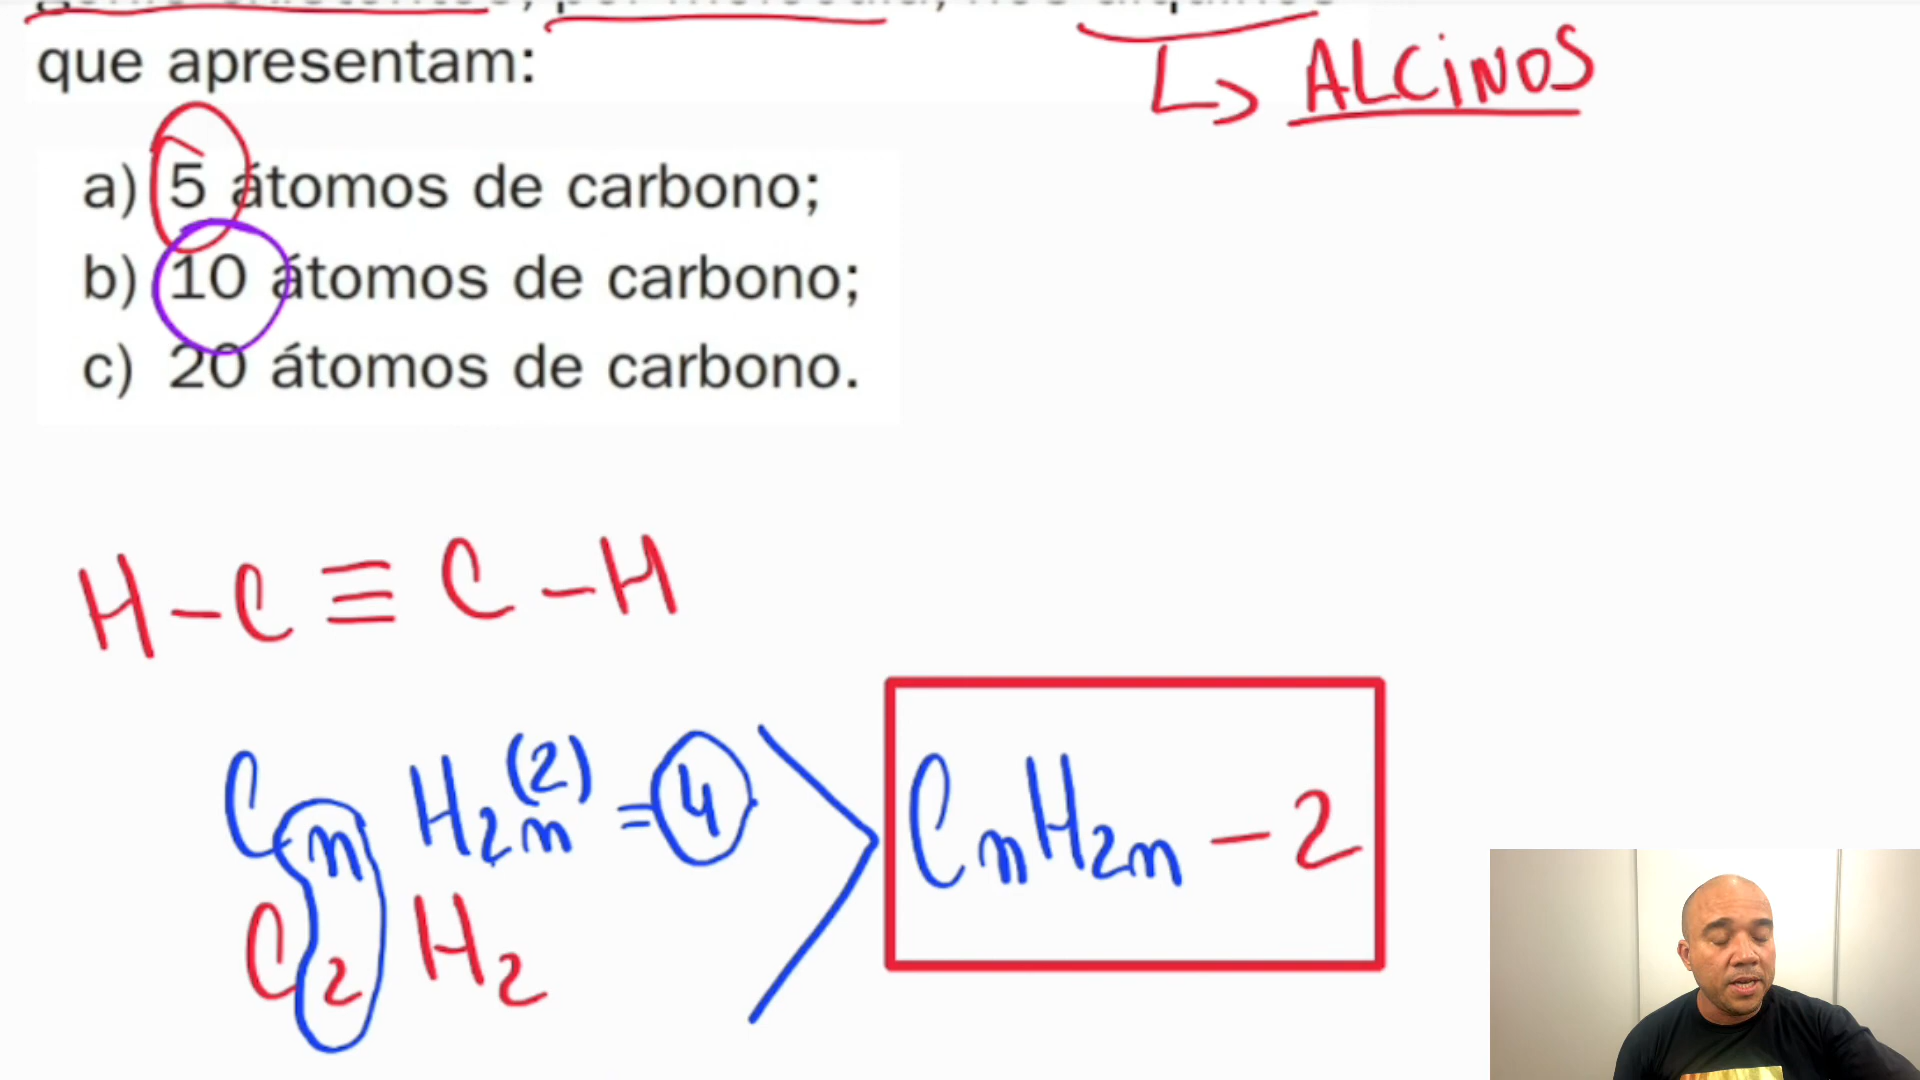 que apresentam:
↳ ALCINOS
a) 5 átomos de carbono;
b) 10 átomos de carbono;
c) 20 átomos de carbono.
H-C≡C-H
CnH2n(2) = 4
CnH2n-2
C2H2